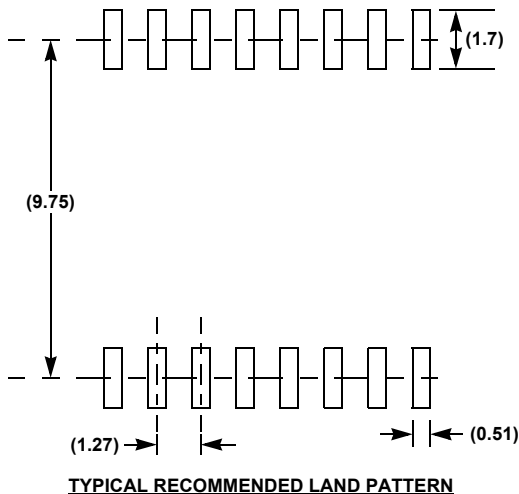 (1.7)
(9.75)
(1.27)
(0.51)
TYPICAL RECOMMENDED LAND PATTERN